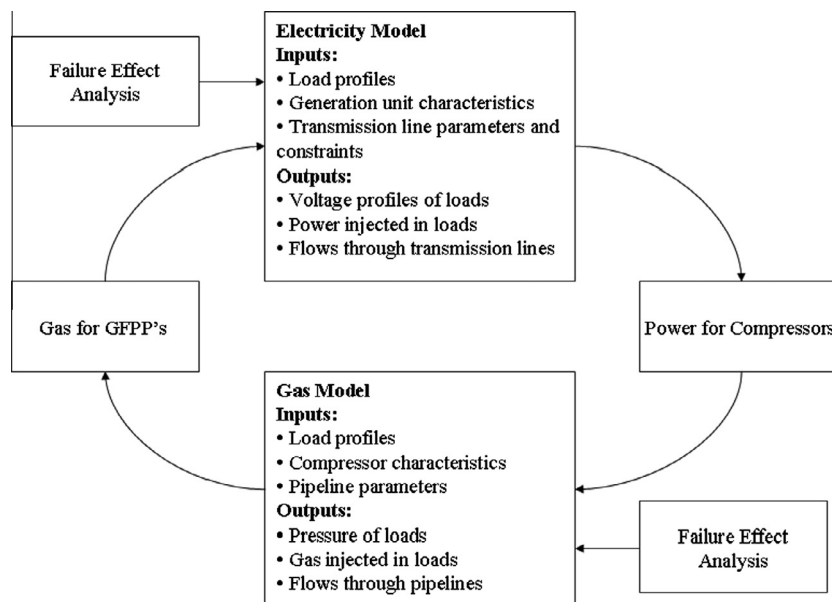 Failure Effect
Analysis
Electricity Model
Inputs:
• Load profiles
• Generation unit characteristics
• Transmission line parameters and
constraints
Outputs:
• Voltage profiles of loads
• Power injected in loads
• Flows through transmission lines
Gas for GFPP's
Power for Compressors
Gas Model
Inputs:
• Load profiles
• Compressor characteristics
• Pipeline parameters
Outputs:
• Pressure of loads
• Gas injected in loads
• Flows through pipelines
Failure Effect
Analysis